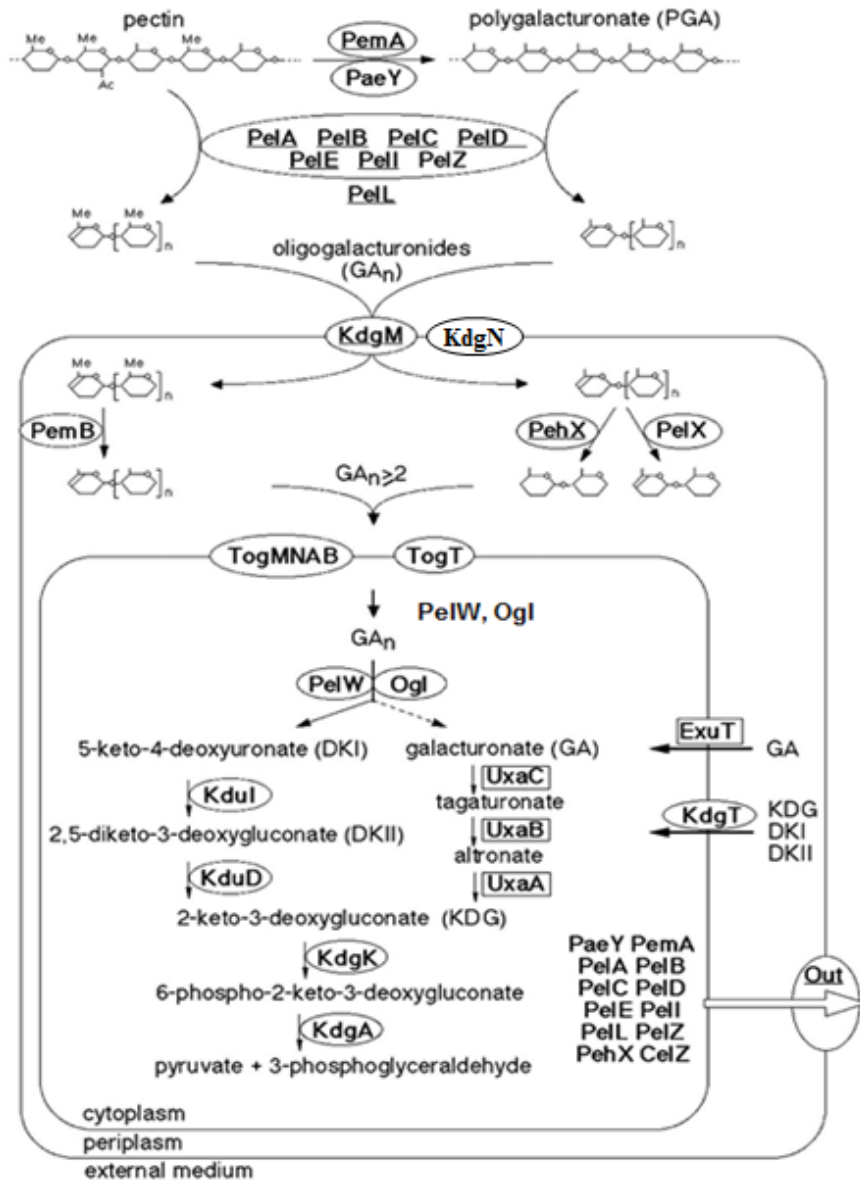 pectin
polygalacturonate (PGA)
Me Me Me
Ac
PemA
PaeY
PelA PelB PelC PelD
PelE PelI PelZ
PelL
Me Me
n
n
oligogalacturonides
(GAn)
KdgM
KdgN
Me Me
n
n
PemB
PehX
PelX
n
GAn≥2
TogMNAB
TogT
PelW, Ogl
GAn
PelW
Ogl
5-keto-4-deoxyuronate (DKI)
galacturonate (GA)
ExuT
GA
KduI
UxaC
tagaturonate
2,5-diketo-3-deoxygluconate (DKII)
UxaB
KdgT
KDG
DKI
DKII
altronate
KduD
UxaA
2-keto-3-deoxygluconate (KDG)
KdgK
6-phospho-2-keto-3-deoxygluconate
KdgA
pyruvate + 3-phosphoglyceraldehyde
PaeY PemA
PelA PelB
PelC PelD
PelE PelI
PelL PelZ
PehX CelZ
Out
cytoplasm
periplasm
external medium